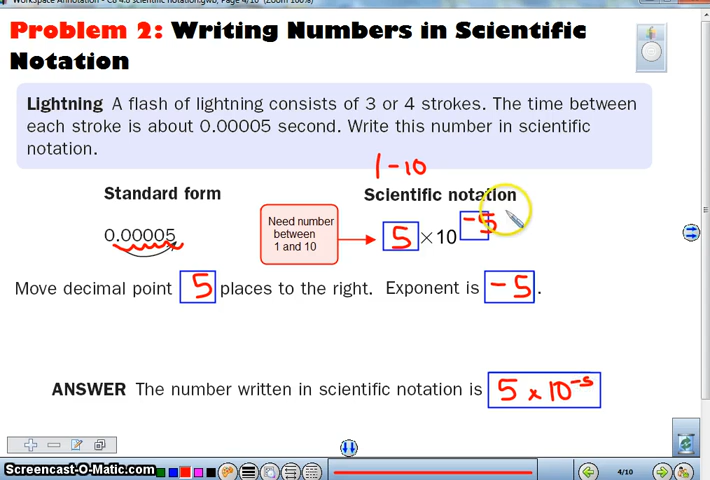 WorkSpace Annotation - CB 4.8 scientific notation.gwb, Page 4/10 (Zoom 100%)
Problem 2: Writing Numbers in Scientific
Notation
Lightning A flash of lightning consists of 3 or 4 strokes. The time between
each stroke is about 0.00005 second. Write this number in scientific
notation.
1-10
Standard form
Scientific notation
0.00005
Need number
between
1 and 10
5 ×10 -5
Move decimal point 5 places to the right. Exponent is -5.
ANSWER The number written in scientific notation is 5 x 10-5
Screencast-O-Matic.com
4/10